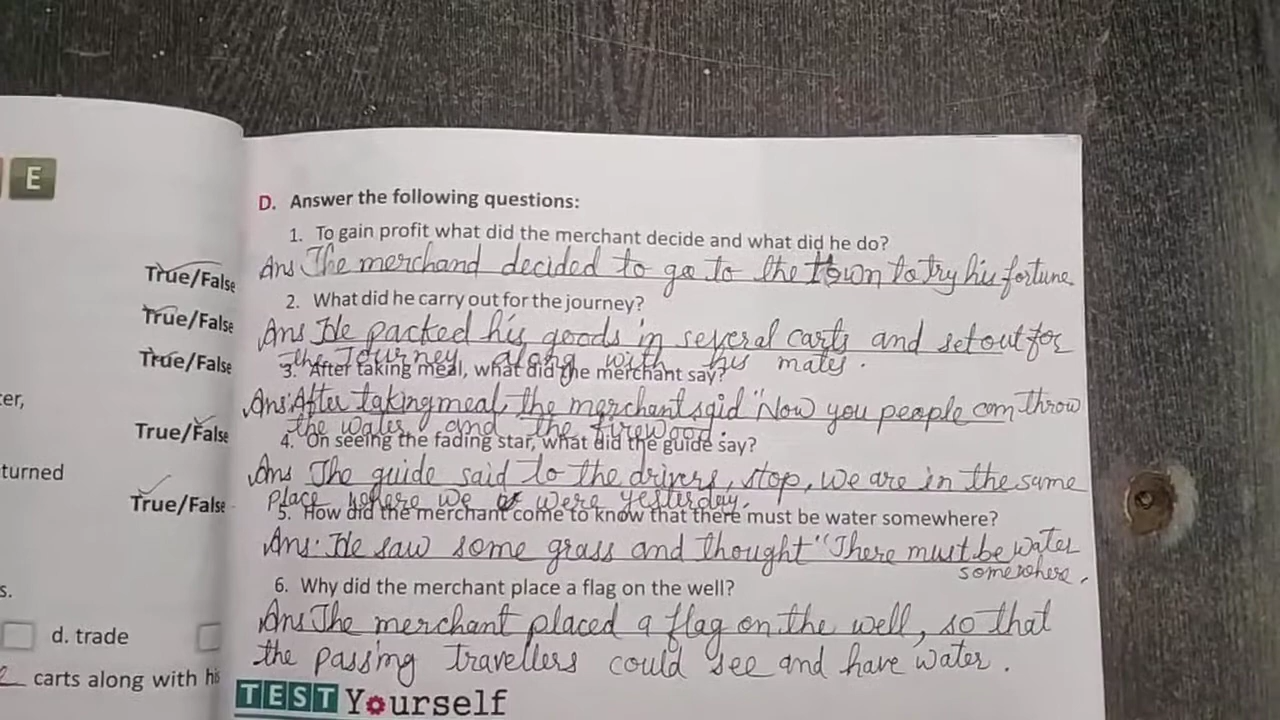 E
True/False
True/False
True/False
er,
True/False
turned
True/False
s.
d. trade
carts along with his
D. Answer the following questions:
1. To gain profit what did the merchant decide and what did he do?
Ans The merchand decided to go to the town to try his fortune.
2. What did he carry out for the journey?
Ans He packed his goods in several carts and set out for
the Journey along with his mates.
3. After taking meal, what did the merchant say?
Ans: After taking meal, the merchant said "Now you people can throw
the water and the firewood.
4. On seeing the fading star, what did the guide say?
Ans The guide said to the drivers, stop, we are in the same
place where we were yesterday.
5. How did the merchant come to know that there must be water somewhere?
Ans. He saw some grass and thought "There must be water
somewhere.
6. Why did the merchant place a flag on the well?
Ans The merchant placed a flag on the well, so that
the passing travellers could see and have water.
TEST Yourself